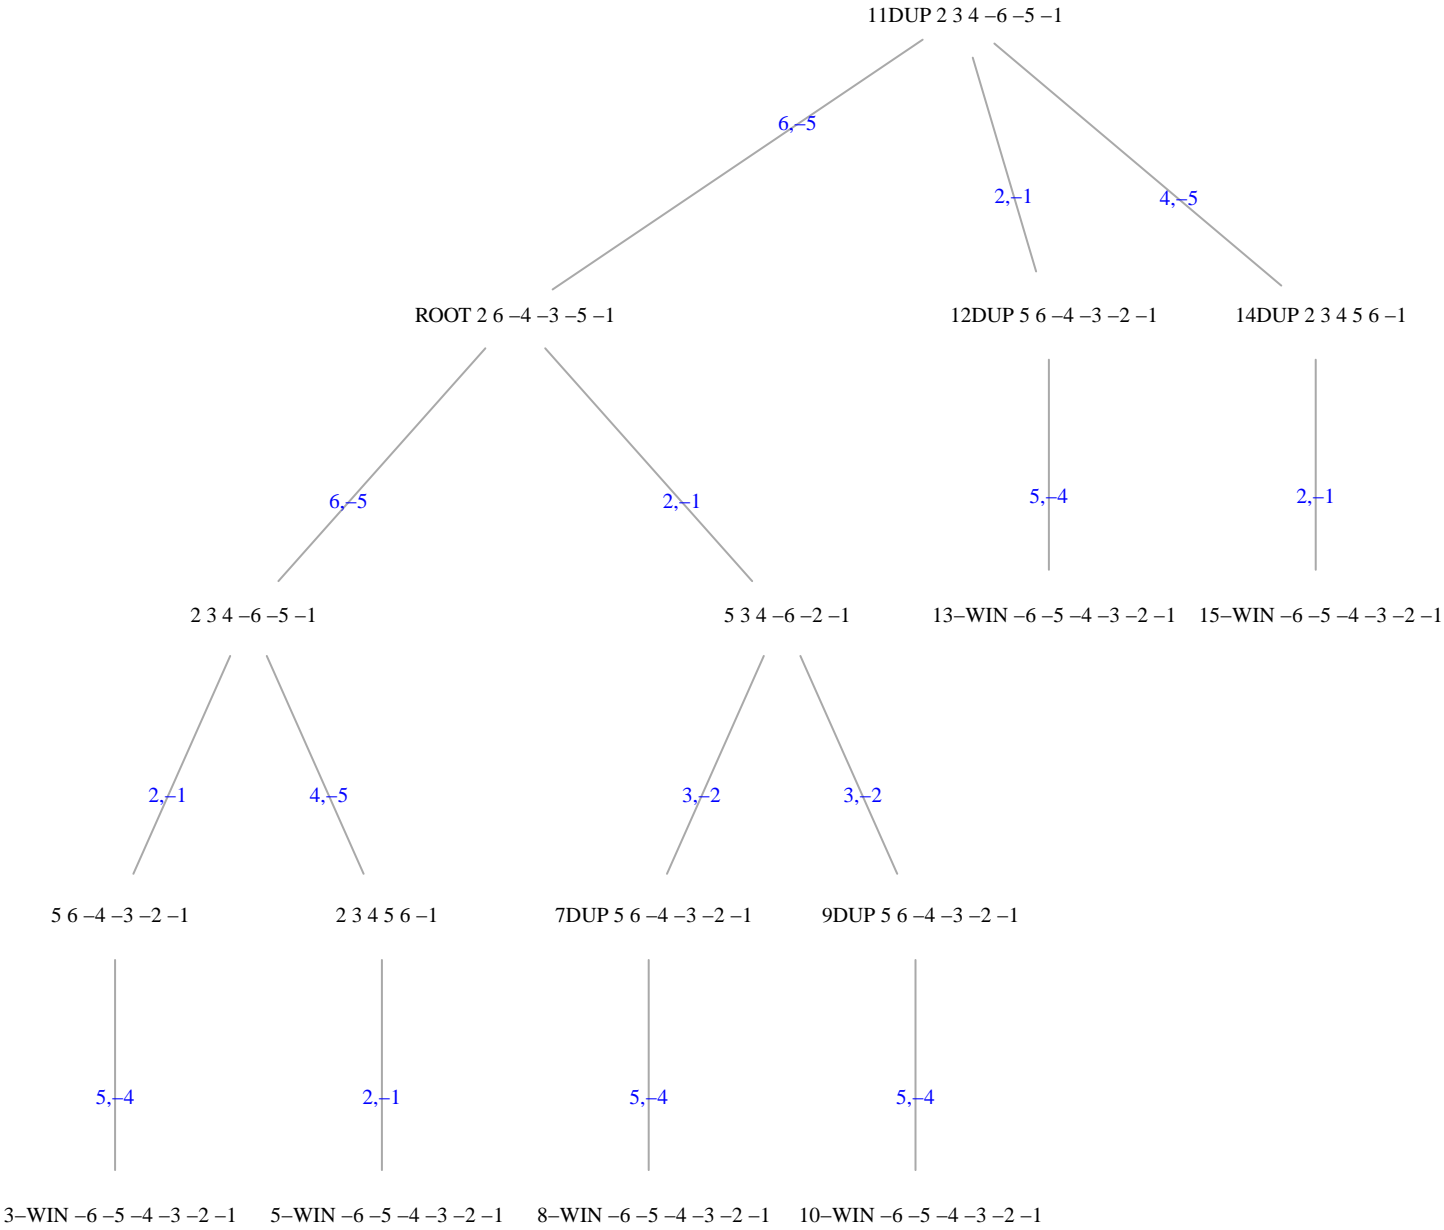 11DUP 2 3 4 –6 –5 –1
6,–5
2,–1
4,–5
ROOT 2 6 –4 –3 –5 –1
12DUP 5 6 –4 –3 –2 –1
14DUP 2 3 4 5 6 –1
6,–5
2,–1
5,–4
2,–1
2 3 4 –6 –5 –1
5 3 4 –6 –2 –1
13–WIN –6 –5 –4 –3 –2 –1
15–WIN –6 –5 –4 –3 –2 –1
2,–1
4,–5
3,–2
3,–2
5 6 –4 –3 –2 –1
2 3 4 5 6 –1
7DUP 5 6 –4 –3 –2 –1
9DUP 5 6 –4 –3 –2 –1
5,–4
2,–1
5,–4
5,–4
3–WIN –6 –5 –4 –3 –2 –1
5–WIN –6 –5 –4 –3 –2 –1
8–WIN –6 –5 –4 –3 –2 –1
10–WIN –6 –5 –4 –3 –2 –1